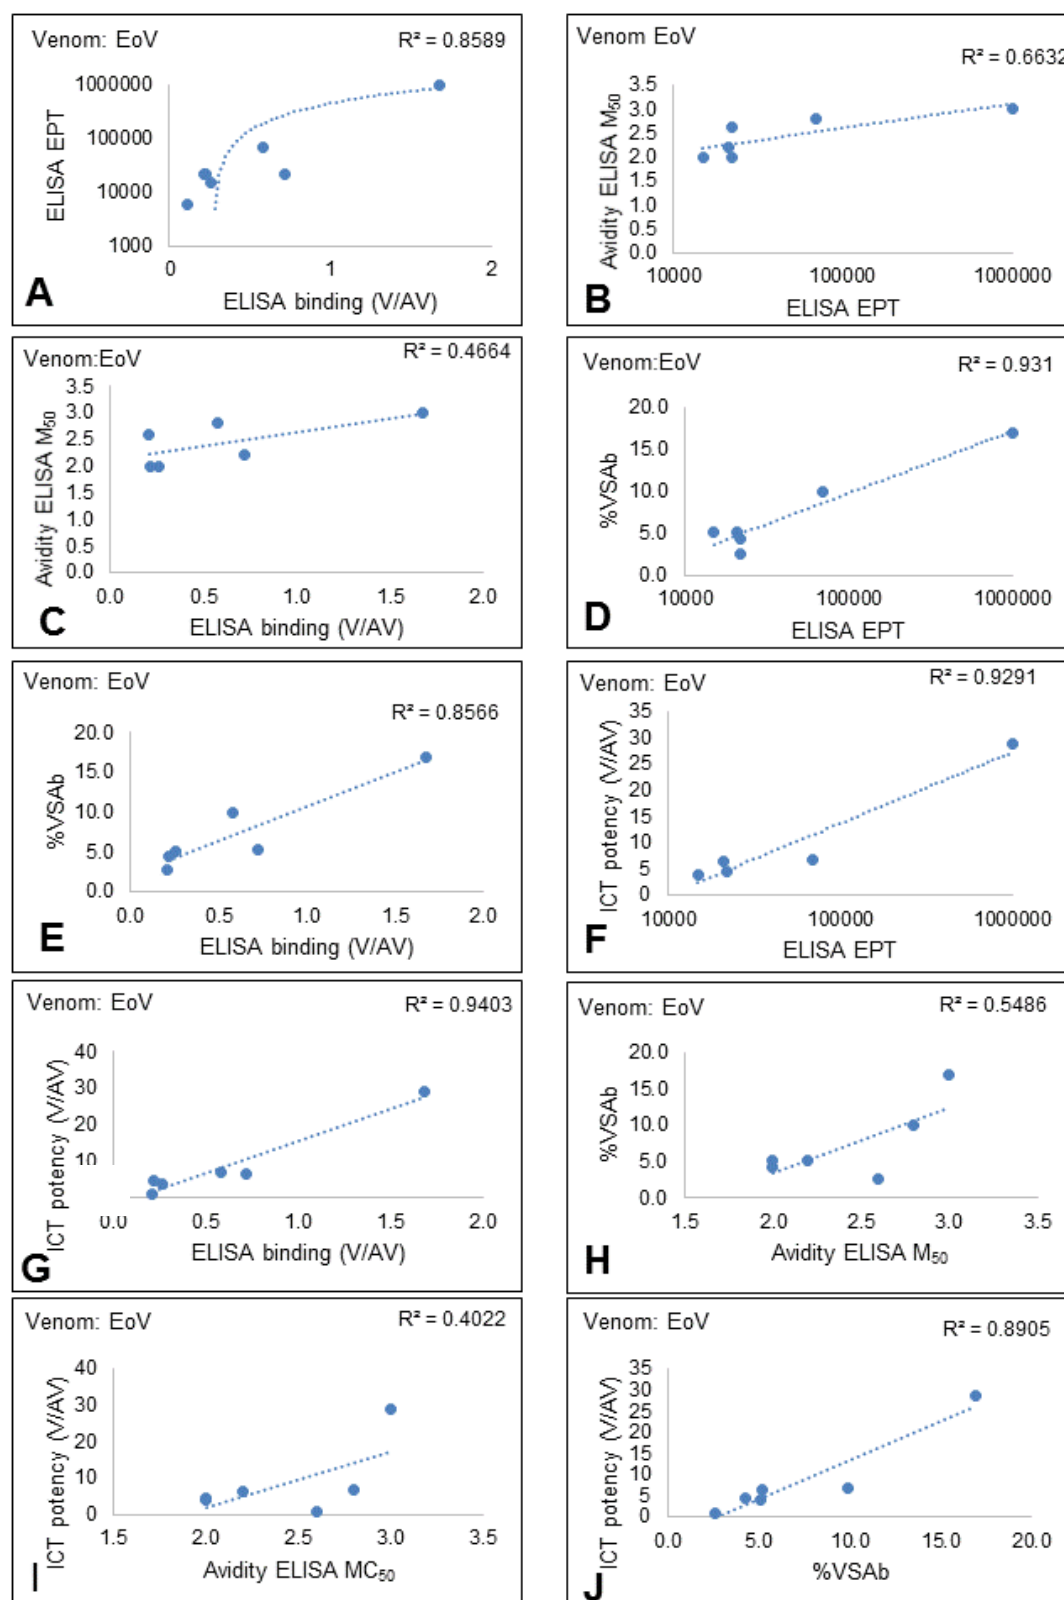 Venom: EoV
R² = 0.8589
ELISA EPT
1000000
100000
10000
1000
0
1
2
ELISA binding (V/AV)
A
Venom EoV
R² = 0.6632
Avidity ELISA M₅₀
3.5
3.0
2.5
2.0
1.5
1.0
0.5
0.0
10000
100000
1000000
ELISA EPT
B
Venom:EoV
R² = 0.4664
Avidity ELISA M₅₀
3.5
3.0
2.5
2.0
1.5
1.0
0.5
0.0
0.0
0.5
1.0
1.5
2.0
ELISA binding (V/AV)
C
Venom:EoV
R² = 0.931
%VSAb
20.0
15.0
10.0
5.0
0.0
10000
100000
1000000
ELISA EPT
D
Venom: EoV
R² = 0.8566
%VSAb
20.0
15.0
10.0
5.0
0.0
0.0
0.5
1.0
1.5
2.0
ELISA binding (V/AV)
E
Venom: EoV
R² = 0.9291
ICT potency (V/AV)
35
30
25
20
15
10
5
0
10000
100000
1000000
ELISA EPT
F
Venom: EoV
R² = 0.9403
ICT potency (V/AV)
40
30
20
10
0.0
0.5
1.0
1.5
2.0
ELISA binding (V/AV)
G
Venom: EoV
R² = 0.5486
%VSAb
20.0
15.0
10.0
5.0
0.0
1.5
2.0
2.5
3.0
3.5
Avidity ELISA M₅₀
H
Venom: EoV
R² = 0.4022
ICT potency (V/AV)
40
30
20
10
0
1.5
2.0
2.5
3.0
3.5
Avidity ELISA MC₅₀
I
Venom: EoV
R² = 0.8905
ICT potency (V/AV)
35
30
25
20
15
10
5
0
0.0
5.0
10.0
15.0
20.0
%VSAb
J